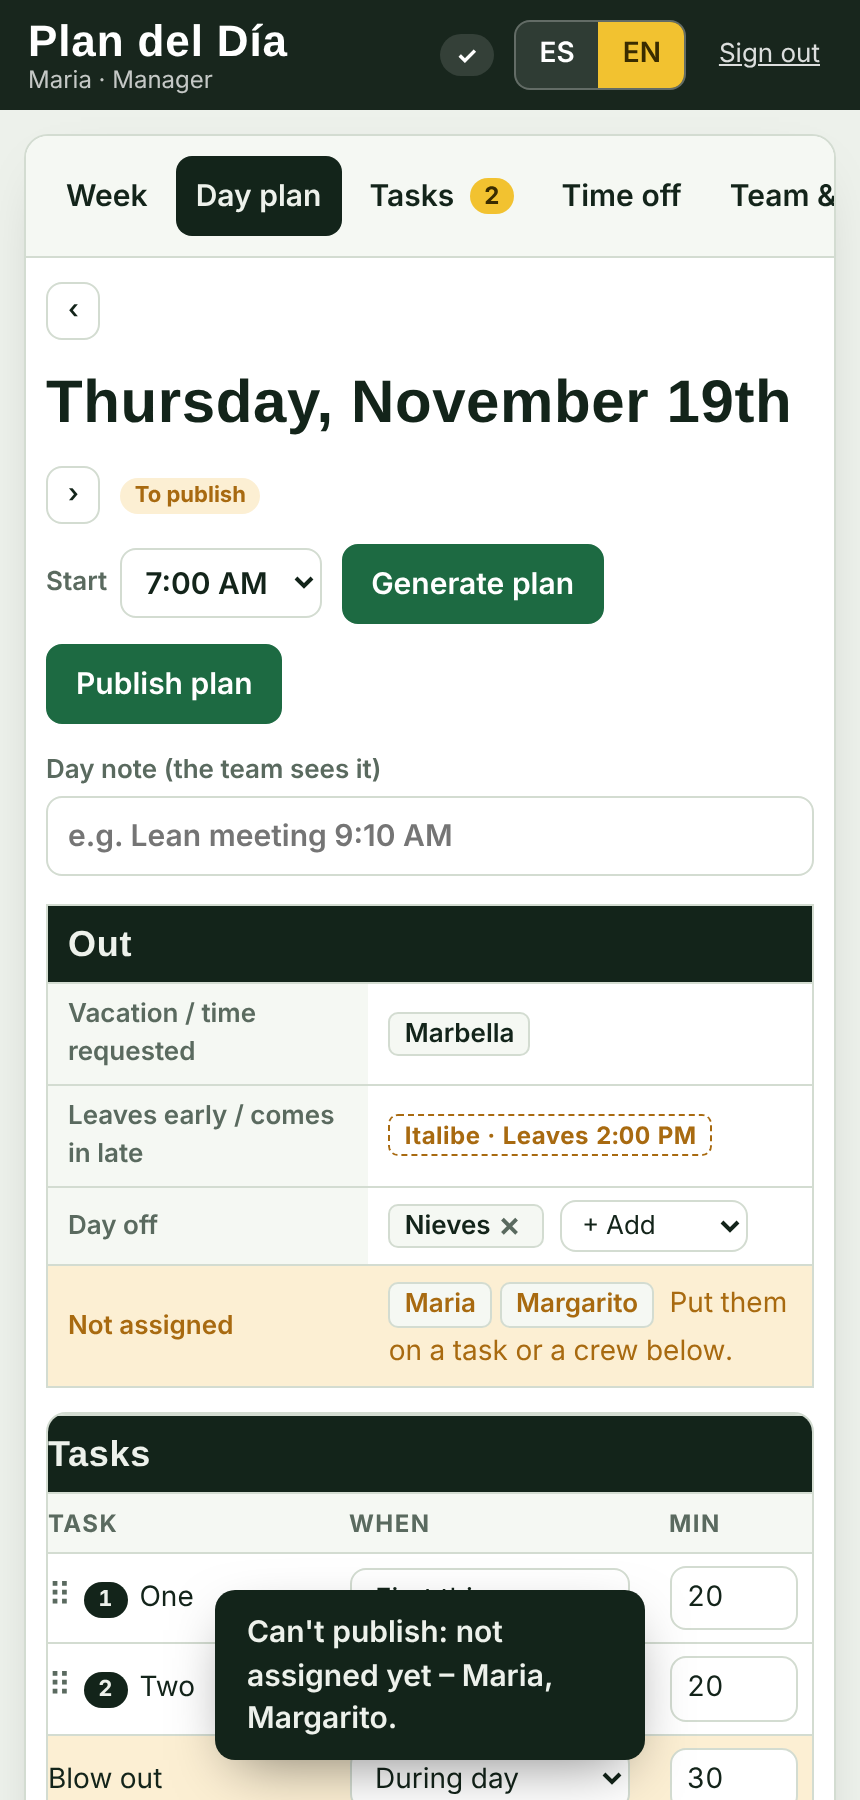 Plan del Día
Maria · Manager
✓
ES EN
Sign out
Week Day plan Tasks 2 Time off Team &
‹
Thursday, November 19th
› To publish
Start 7:00 AM Generate plan
Publish plan
Day note (the team sees it)
e.g. Lean meeting 9:10 AM
Out
Vacation / time
requested
Marbella
Leaves early / comes
in late
Italibe · Leaves 2:00 PM
Day off
Nieves ✕ + Add
Not assigned
Maria Margarito Put them
on a task or a crew below.
Tasks
TASK WHEN MIN
1 One 20
2 Two 20
Can't publish: not
assigned yet – Maria,
Margarito.
Blow out During day 30